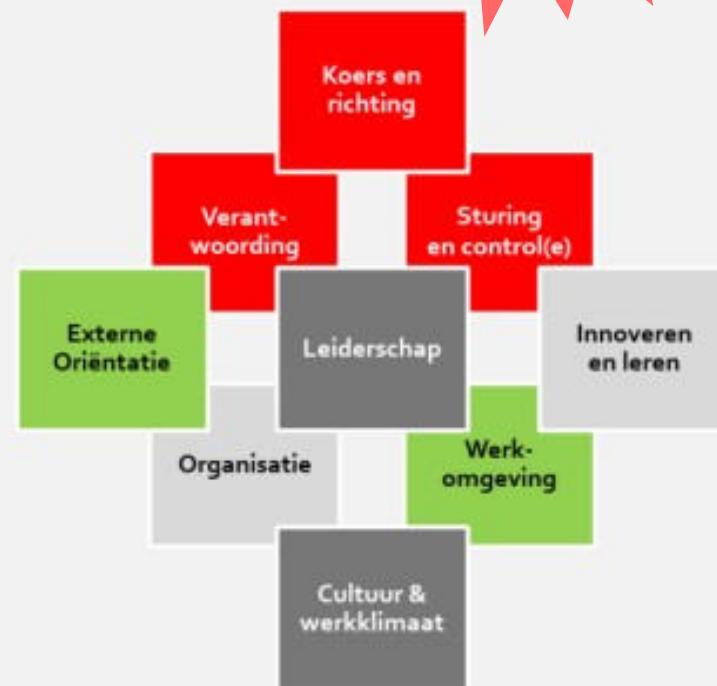 Koers en
richting
Verant-
woording
Sturing
en control(e)
Externe
Oriëntatie
Leiderschap
Innoveren
en leren
Organisatie
Werk-
omgeving
Cultuur &
werkklimaat